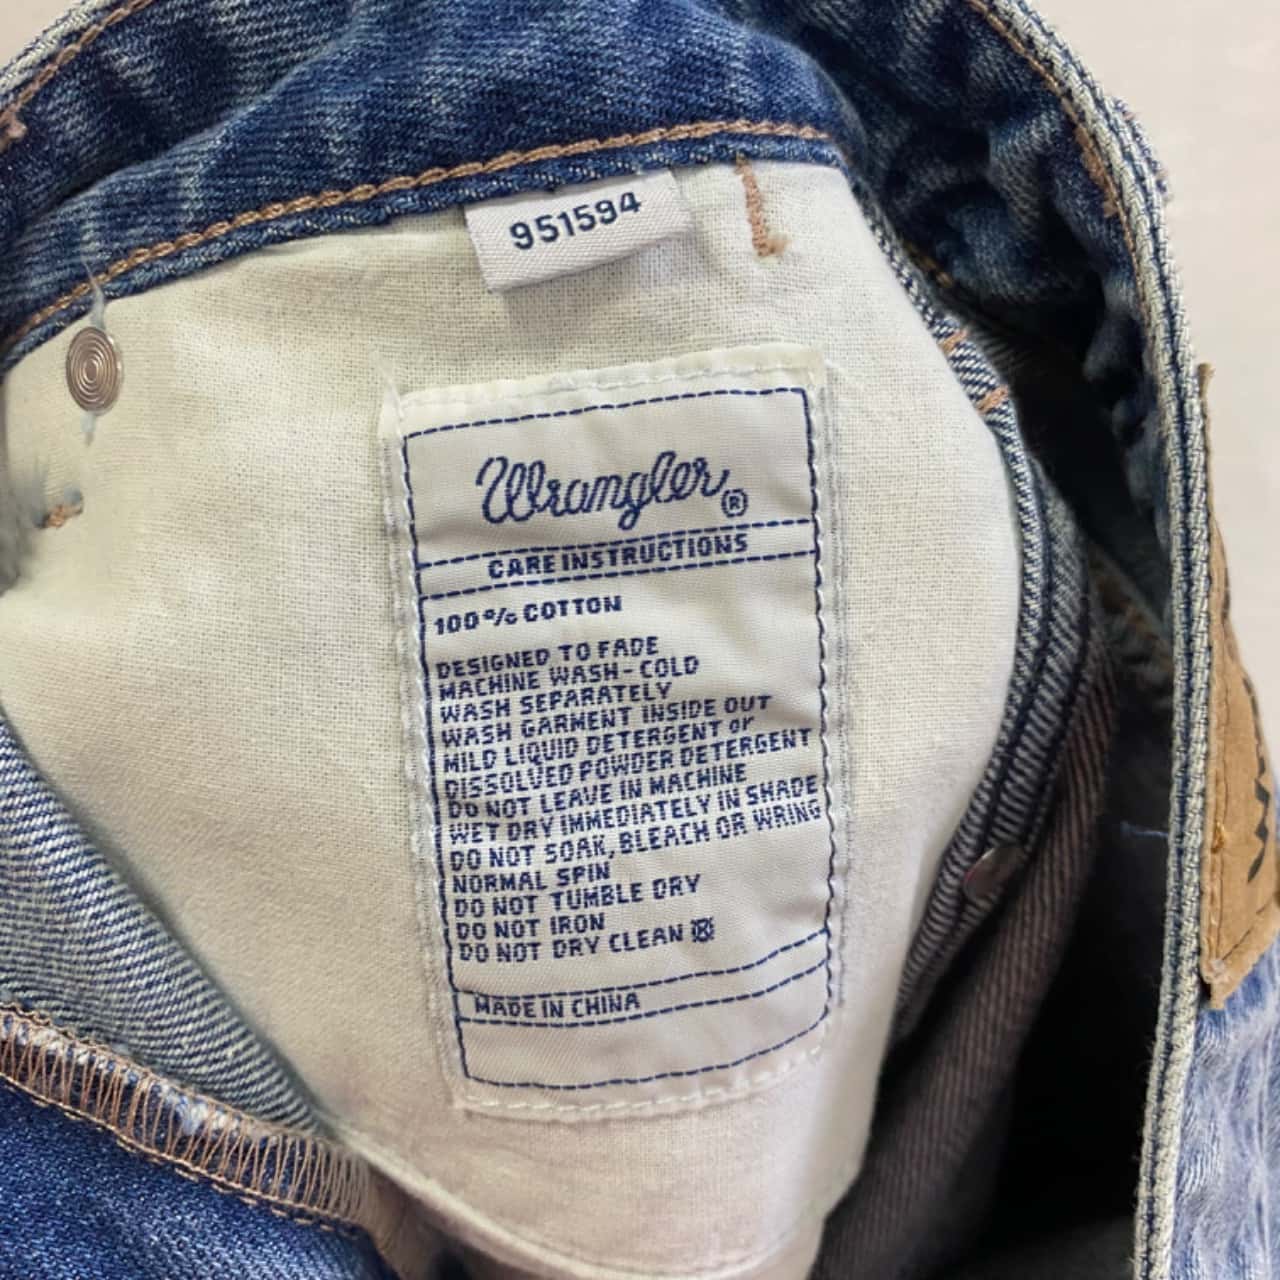 951594
Wrangler®
CARE INSTRUCTIONS
100% COTTON
DESIGNED TO FADE
MACHINE WASH-COLD
WASH SEPARATELY
WASH GARMENT INSIDE OUT
MILD LIQUID DETERGENT or
DISSOLVED POWDER DETERGENT
DO NOT LEAVE IN MACHINE
WET DRY IMMEDIATELY IN SHADE
DO NOT SOAK, BLEACH OR WRING
NORMAL SPIN
DO NOT TUMBLE DRY
DO NOT IRON
DO NOT DRY CLEAN
MADE IN CHINA